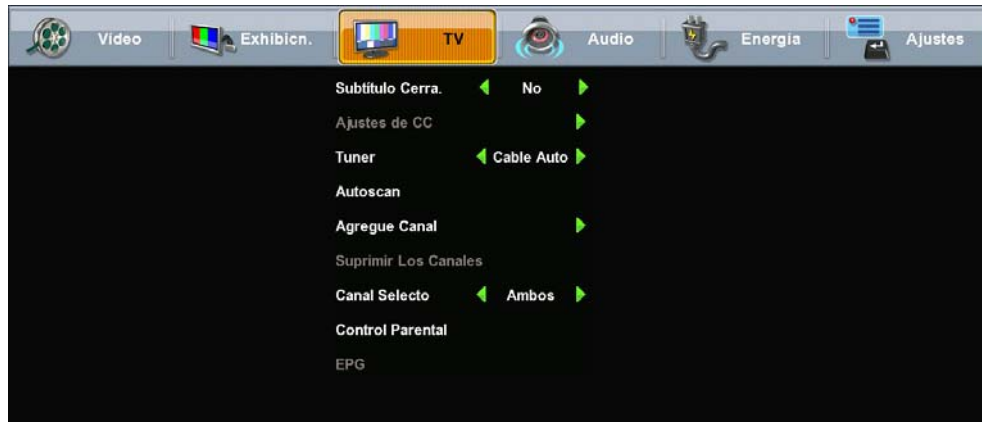 Video Exhibicn. TV Audio Energía Ajustes
Subtítulo Cerra. No
Ajustes de CC
Tuner Cable Auto
Autoscan
Agregue Canal
Suprimir Los Canales
Canal Selecto Ambos
Control Parental
EPG